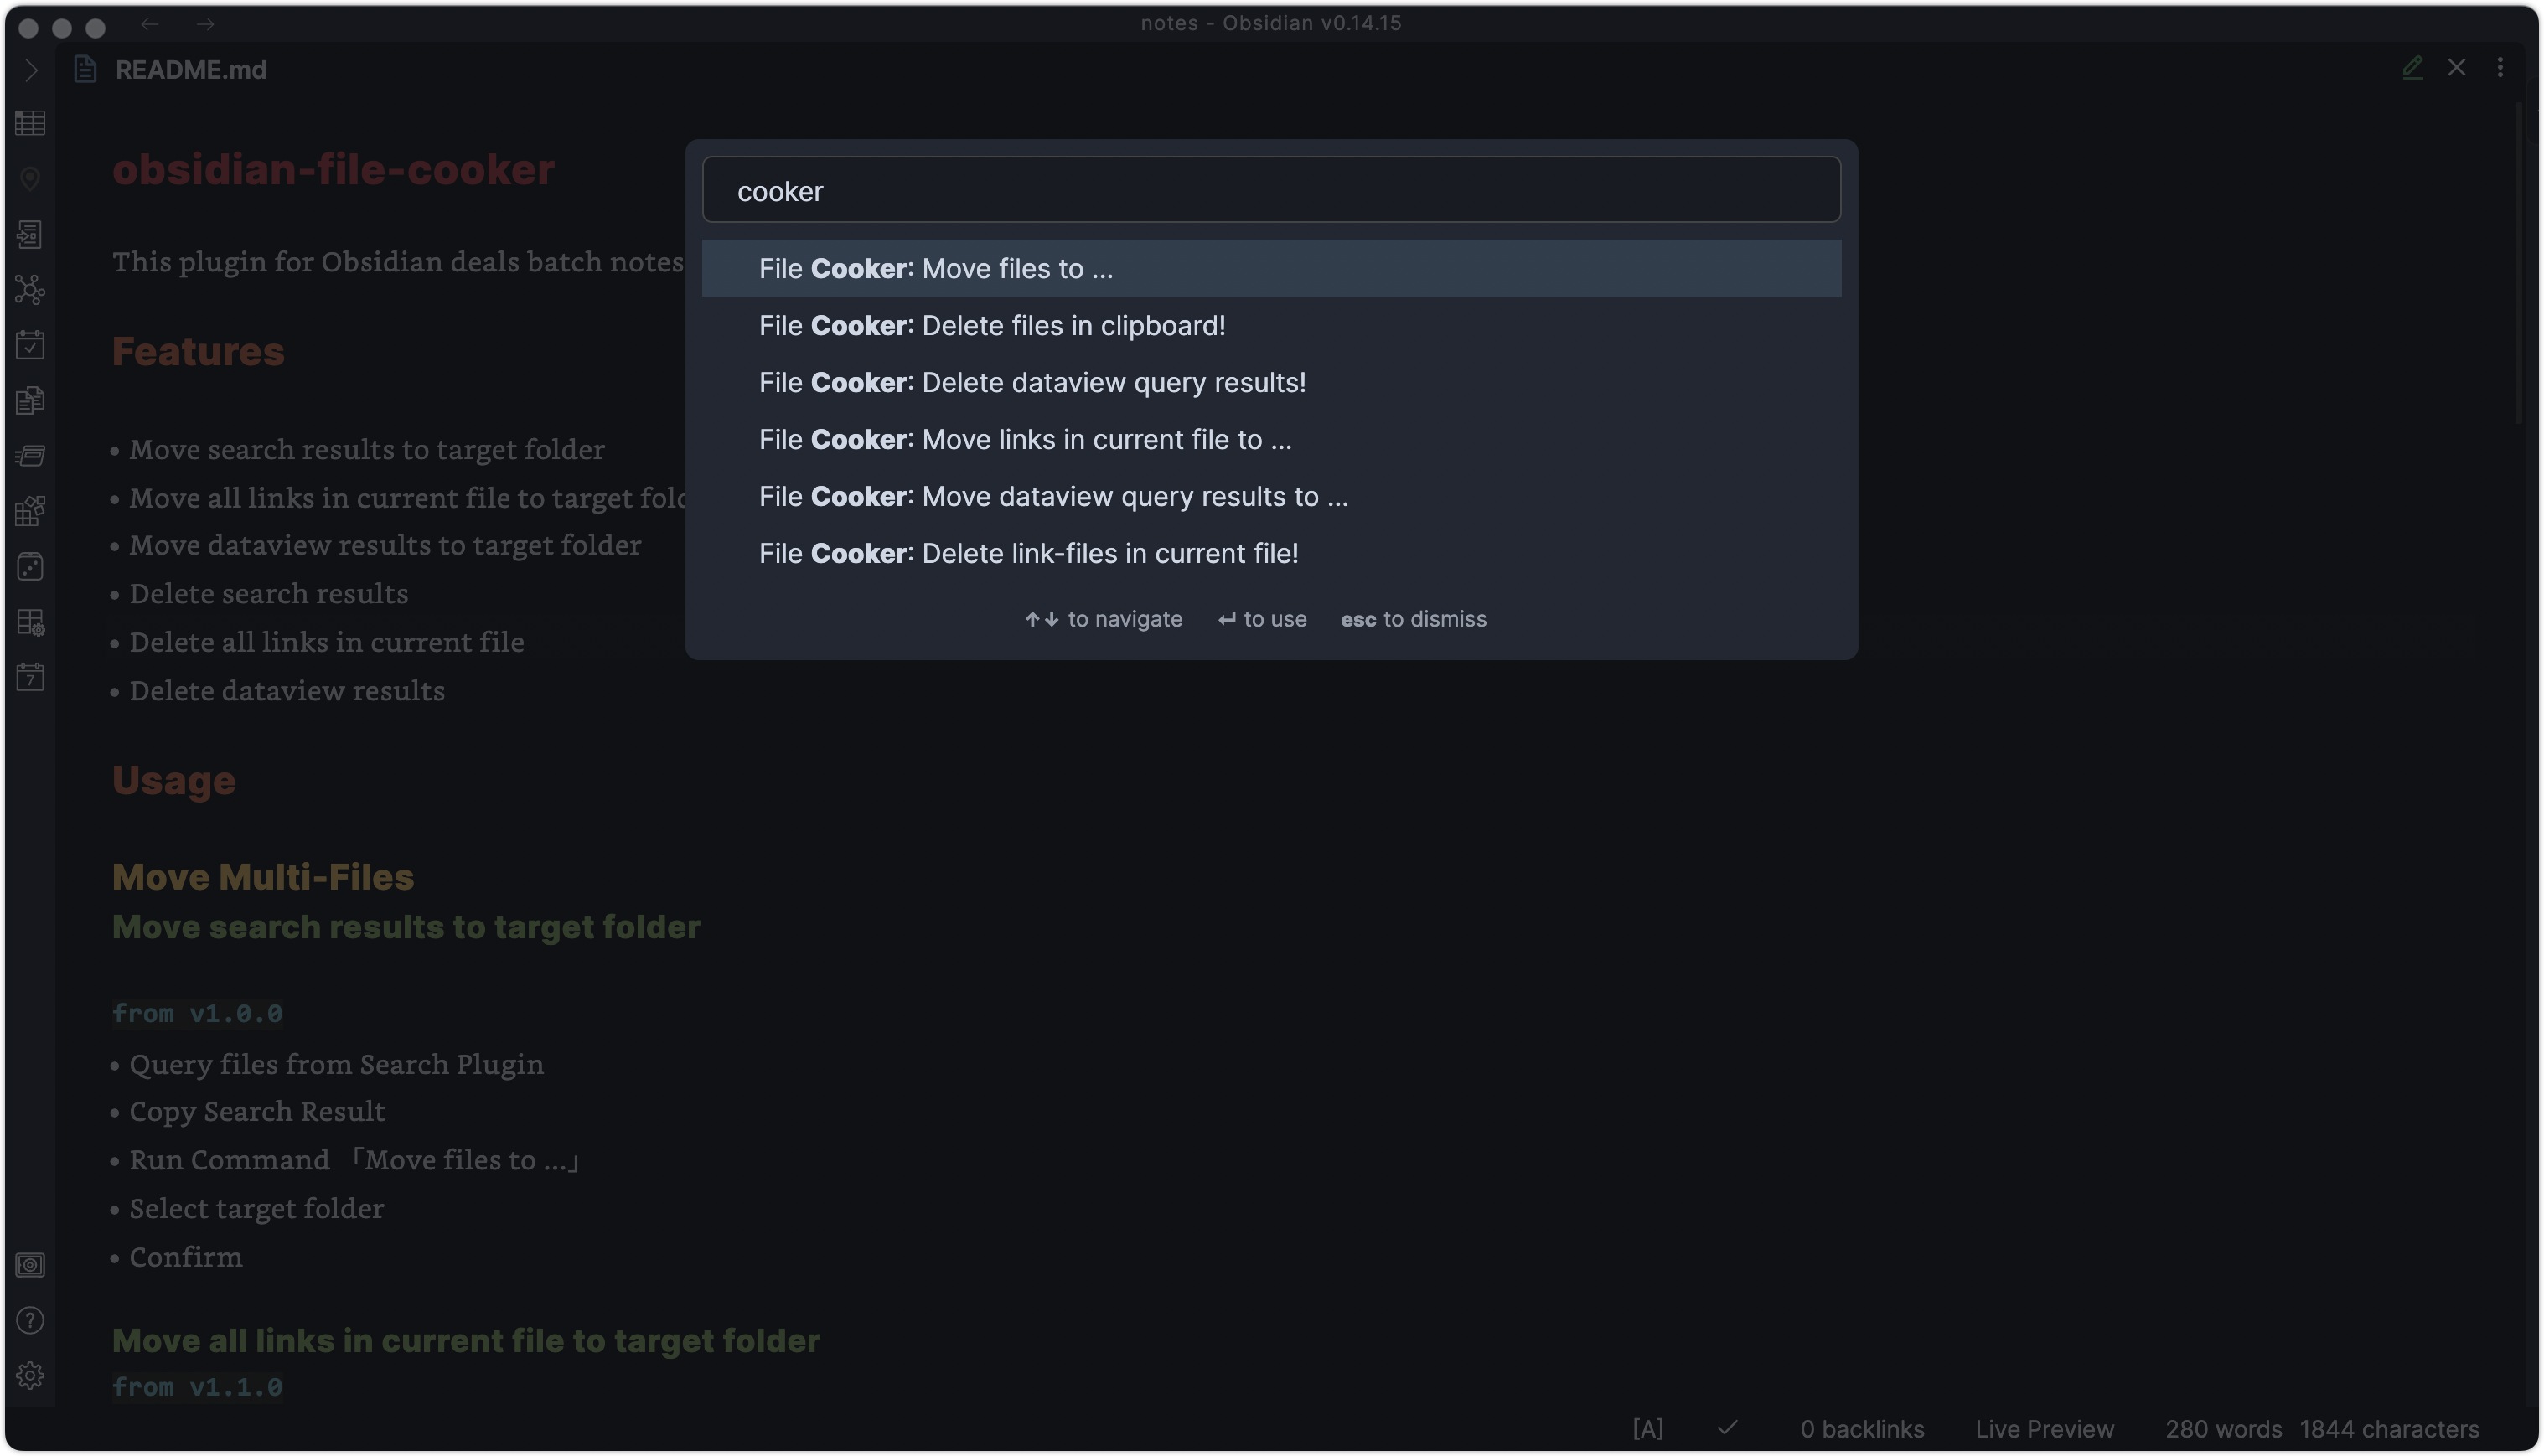 notes - Obsidian v0.14.15
README.md
obsidian-file-cooker
This plugin for Obsidian deals batch notes
Features
• Move search results to target folder
• Move all links in current file to target fold
• Move dataview results to target folder
• Delete search results
• Delete all links in current file
• Delete dataview results
Usage
Move Multi-Files
Move search results to target folder
from v1.0.0
• Query files from Search Plugin
• Copy Search Result
• Run Command 「Move files to ...」
• Select target folder
• Confirm
Move all links in current file to target folder
from v1.1.0
cooker
File Cooker: Move files to ...
File Cooker: Delete files in clipboard!
File Cooker: Delete dataview query results!
File Cooker: Move links in current file to ...
File Cooker: Move dataview query results to ...
File Cooker: Delete link-files in current file!
↑↓ to navigate ↵ to use esc to dismiss
7
?
[A] ✓ 0 backlinks Live Preview 280 words 1844 characters